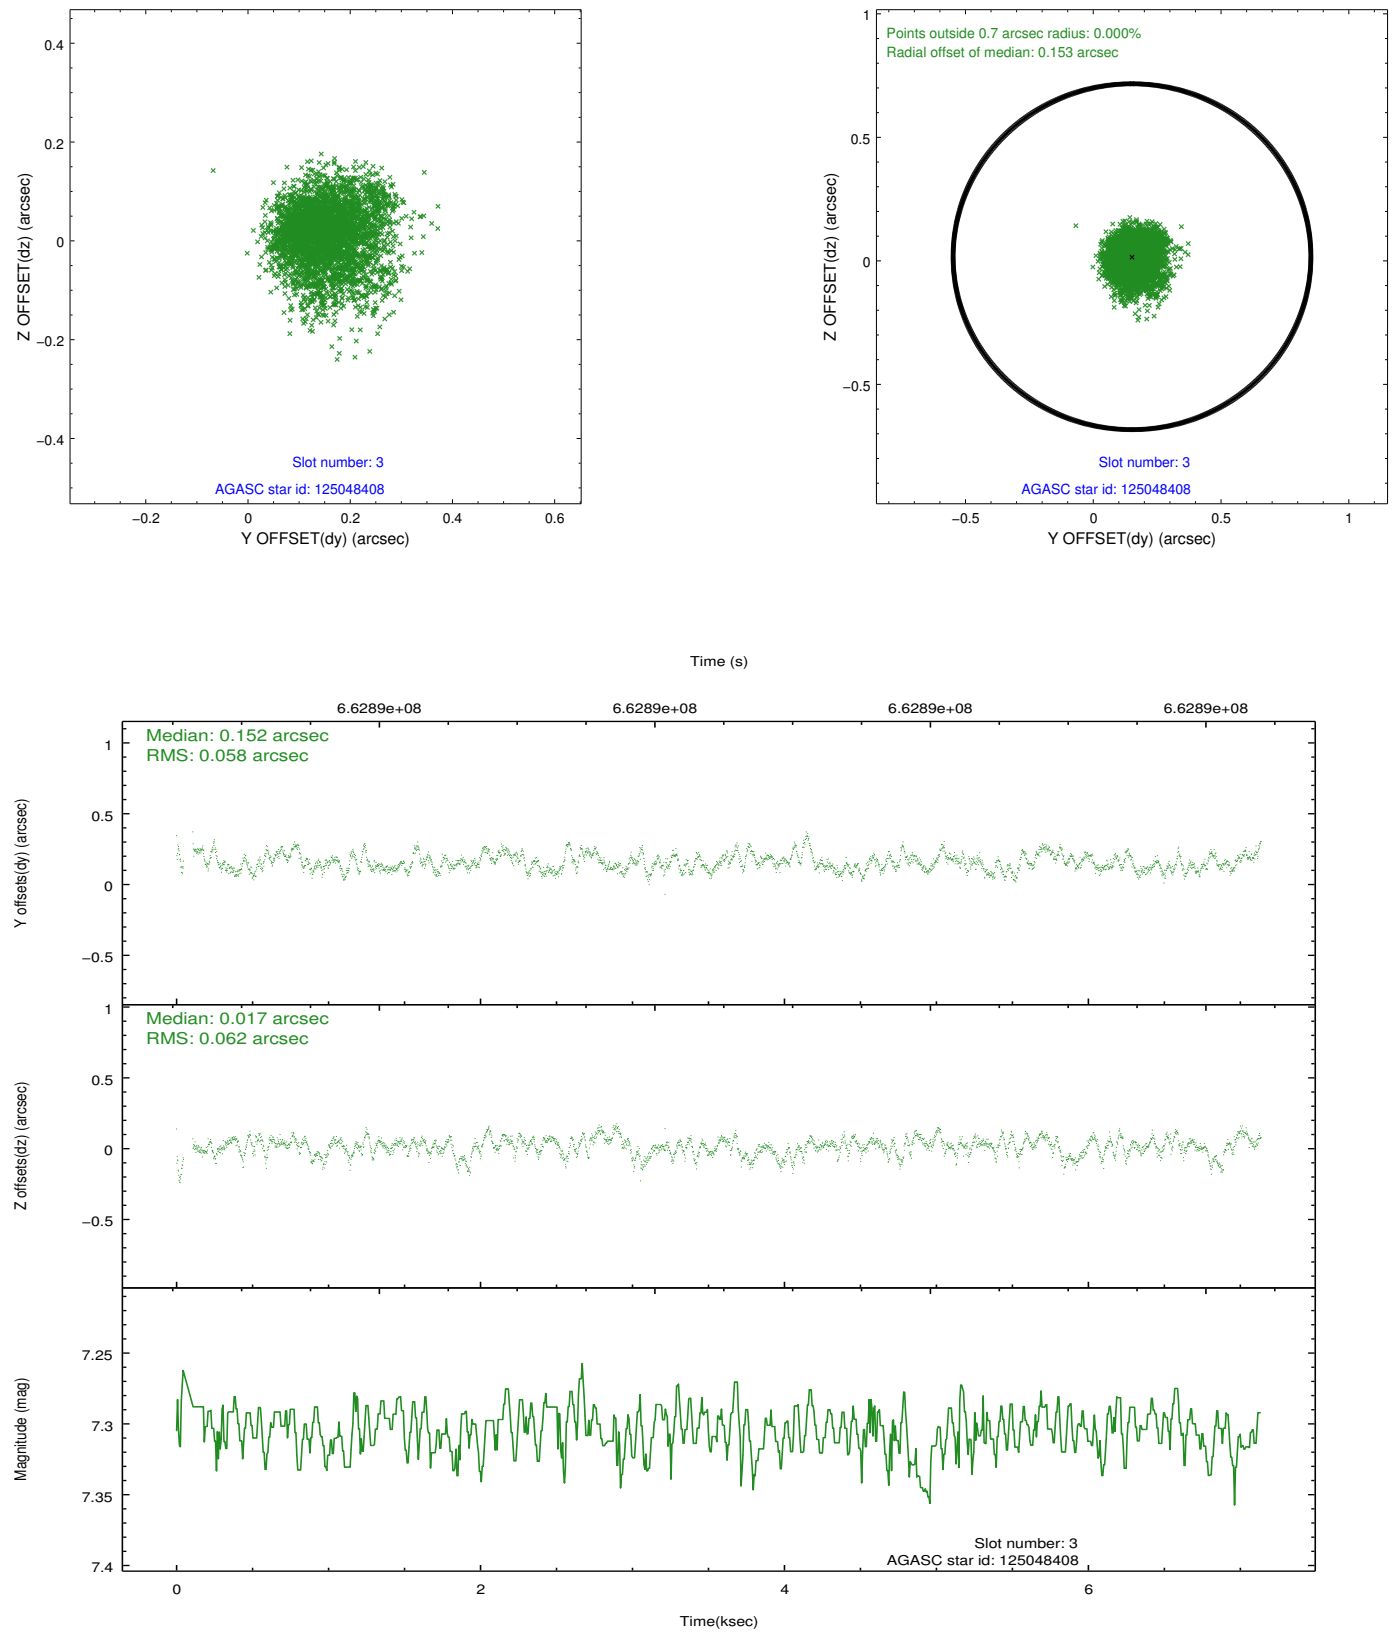 0.4
0.2
0
−0.2
−0.4
Z OFFSET(dz) (arcsec)
Slot number: 3
AGASC star id: 125048408
−0.2 0 0.2 0.4 0.6
Y OFFSET(dy) (arcsec)
Points outside 0.7 arcsec radius: 0.000%
Radial offset of median: 0.153 arcsec
1
0.5
0
−0.5
Z OFFSET(dz) (arcsec)
Slot number: 3
AGASC star id: 125048408
−0.5 0 0.5 1
Y OFFSET(dy) (arcsec)
Time (s)
6.6289e+08 6.6289e+08 6.6289e+08 6.6289e+08
Median: 0.152 arcsec
RMS: 0.058 arcsec
1
0.5
0
−0.5
Y offsets(dy) (arcsec)
Median: 0.017 arcsec
RMS: 0.062 arcsec
1
0.5
0
−0.5
Z offsets(dz) (arcsec)
7.25
7.3
7.35
7.4
Magnitude (mag)
Slot number: 3
AGASC star id: 125048408
0 2 4 6
Time(ksec)